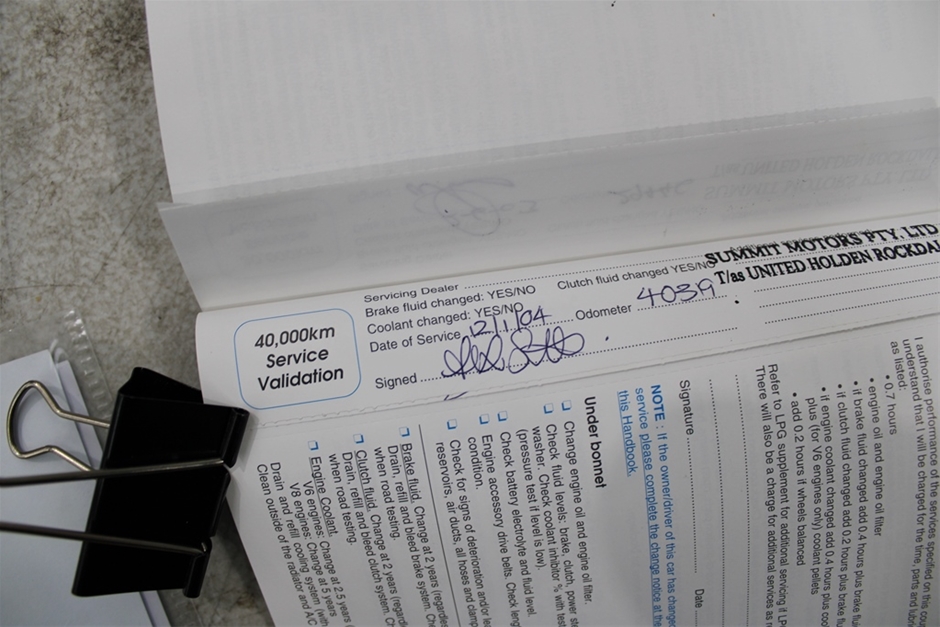 40,000km
Service
Validation
Servicing Dealer
Brake fluid changed: YES/NO
Clutch fluid changed YES/NO
Coolant changed: YES/NO
Date of Service 12/1/04 Odometer 40319
Signed
SUMMIT MOTORS PTY. LTD
T/as UNITED HOLDEN ROCKDA
I authorise performance of the services specified on this
understand that I will be charged for the time, parts and
as listed:
• 0.7 hours
• engine oil and engine oil filter
• if brake fluid changed add 0.4 hours plus brake
• if clutch fluid changed add 0.2 hours plus brake
• if engine coolant changed add 0.4 hours plus
plus (for V6 engines only) coolant pellets
• add 0.2 hours if wheels balanced
Refer to LPG supplement for additional servicing if
There will also be a charge for additional services as
Signature Date
NOTE : If the owner/driver of this car has changed
service please complete the change notice at the
this Handbook.
Under bonnet
Change engine oil and engine oil filter.
Check fluid levels: brake, clutch, power
washer. Check coolant inhibitor % with
(pressure test if level is low).
Check battery electrolyte and fluid level.
Engine accessory drive belts. Check
condition.
Check for signs of deterioration and/or
reservoirs, air ducts, all hoses and
Brake fluid. Change at 2 years
Drain, refill and bleed brake system.
when road testing.
Clutch fluid. Change at 2 years
Drain, refill and bleed clutch system.
when road testing.
Engine Coolant.
V6 engines: Change at 2.5 years
V8 engines: Change at 5 years
Drain and refill cooling system
Clean outside of the radiator and